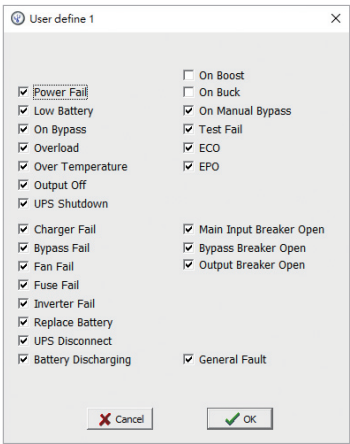 User define 1
On Boost
Power Fail
On Buck
Low Battery
On Manual Bypass
On Bypass
Test Fail
Overload
ECO
Over Temperature
EPO
Output Off
UPS Shutdown
Charger Fail
Main Input Breaker Open
Bypass Fail
Bypass Breaker Open
Fan Fail
Output Breaker Open
Fuse Fail
Inverter Fail
Replace Battery
UPS Disconnect
Battery Discharging
General Fault
Cancel
OK